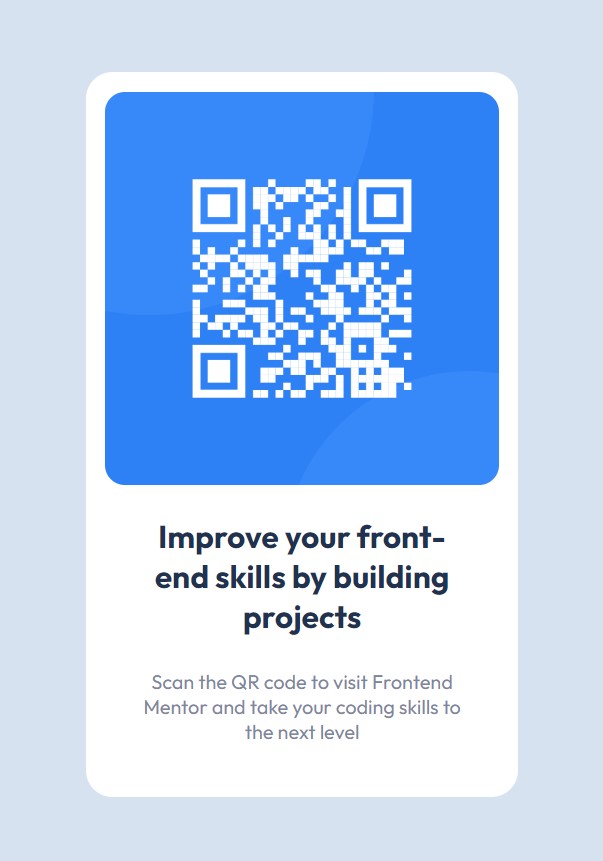 Improve your front-
end skills by building
projects
Scan the QR code to visit Frontend
Mentor and take your coding skills to
the next level